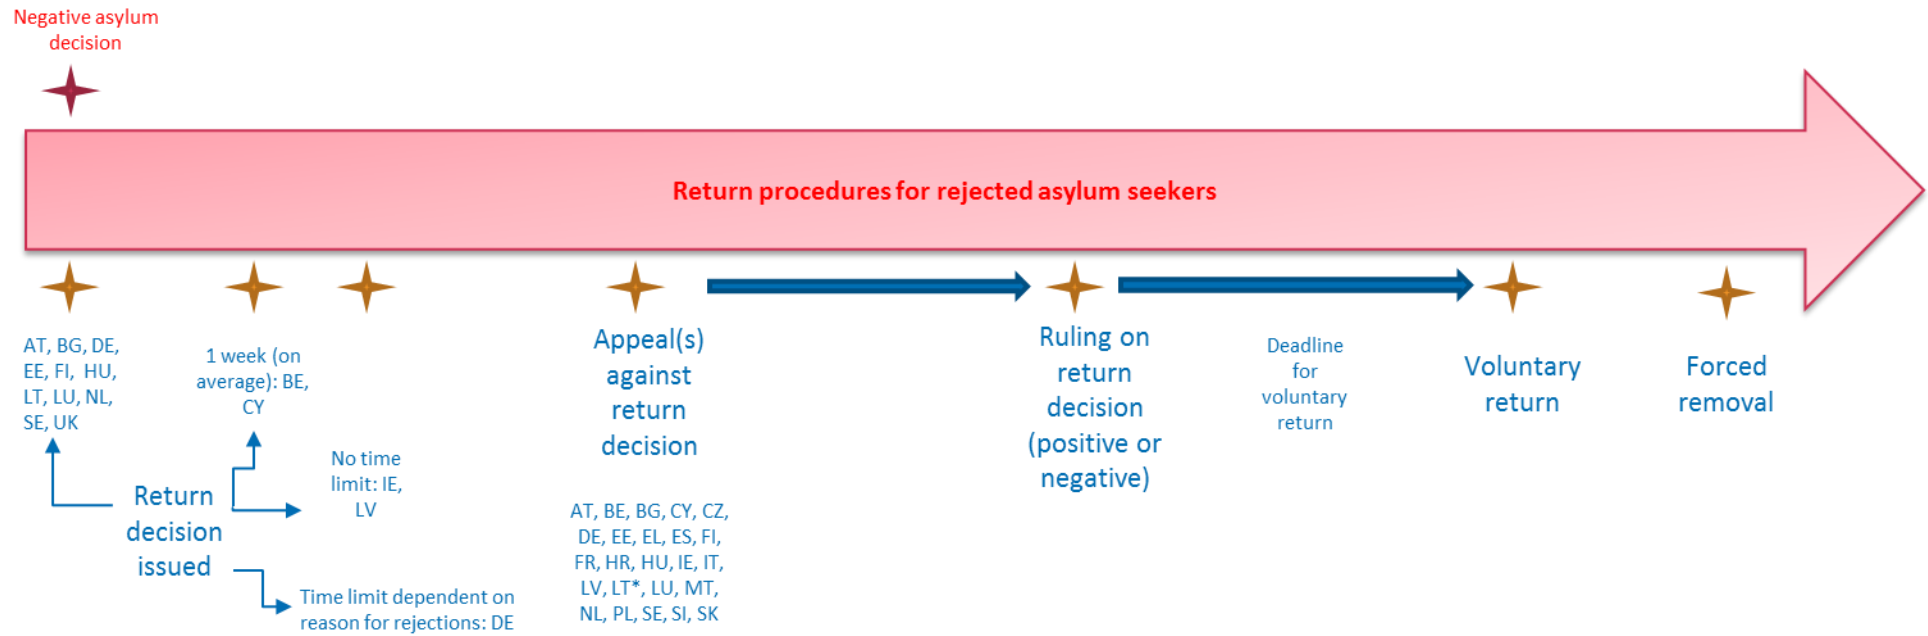 Negative asylum
decision
Return procedures for rejected asylum seekers
AT, BG, DE,
EE, FI, HU,
LT, LU, NL,
SE, UK
1 week (on
average): BE,
CY
No time
limit: IE,
LV
Return
decision
issued
Time limit dependent on
reason for rejections: DE
Appeal(s)
against
return
decision
AT, BE, BG, CY, CZ,
DE, EE, EL, ES, FI,
FR, HR, HU, IE, IT,
LV, LT*, LU, MT,
NL, PL, SE, SI, SK
Ruling on
return
decision
(positive or
negative)
Deadline
for
voluntary
return
Voluntary
return
Forced
removal